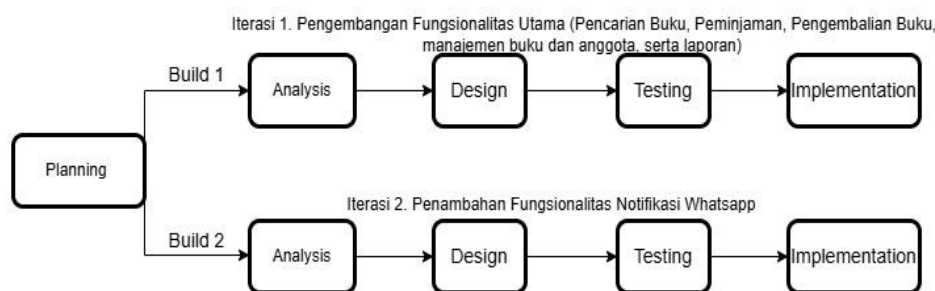 Iterasi 1. Pengembangan Fungsionalitas Utama (Pencarian Buku, Peminjaman, Pengembalian Buku,
manajemen buku dan anggota, serta laporan)
Build 1
Analysis
Design
Testing
Implementation
Planning
Iterasi 2. Penambahan Fungsionalitas Notifikasi Whatsapp
Build 2
Analysis
Design
Testing
Implementation